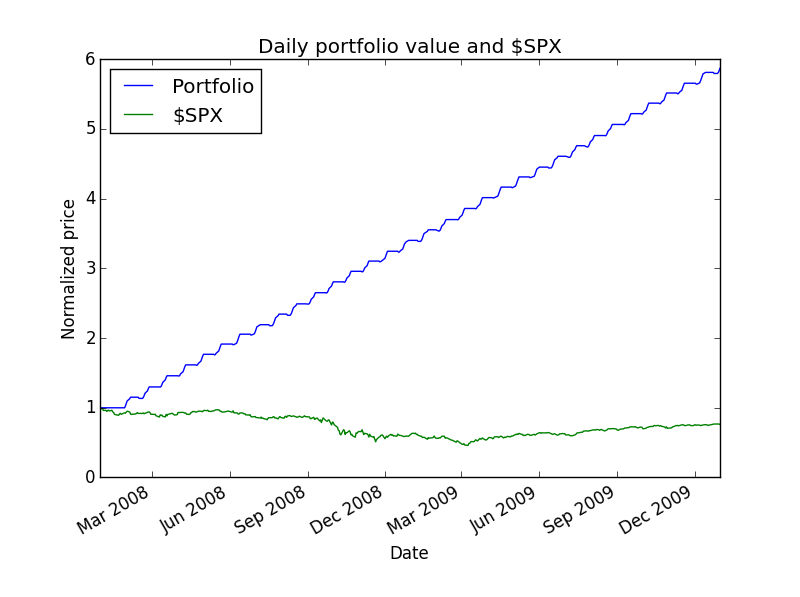 Daily portfolio value and $SPX
Portfolio
$SPX
6
5
4
3
2
1
0
Normalized price
Mar 2008
Jun 2008
Sep 2008
Dec 2008
Mar 2009
Jun 2009
Sep 2009
Dec 2009
Date